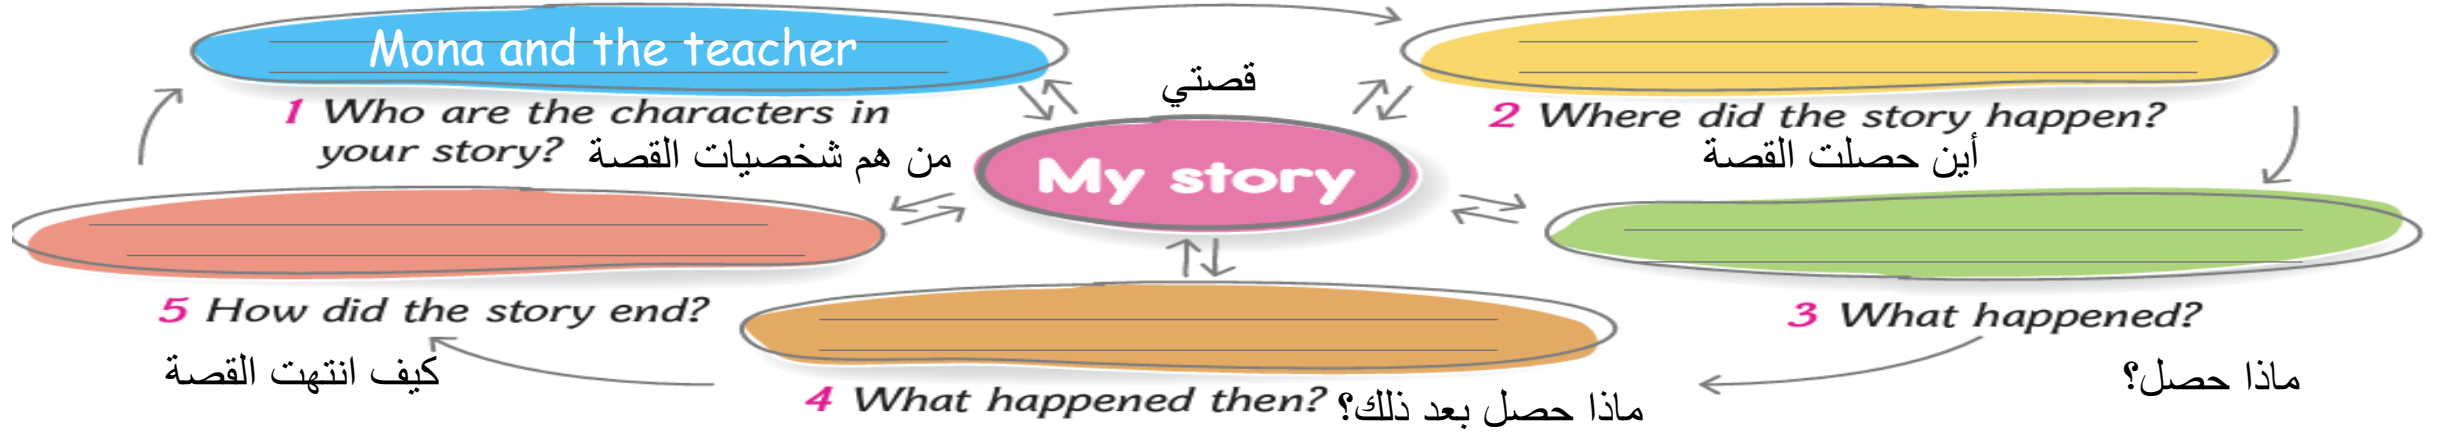 Mona and the teacher
1 Who are the characters in
your story? من هم شخصيات القصة
قصتي
My story
2 Where did the story happen?
أين حصلت القصة
3 What happened?
ماذا حصل؟
4 What happened then? ماذا حصل بعد ذلك؟
5 How did the story end?
كيف انتهت القصة